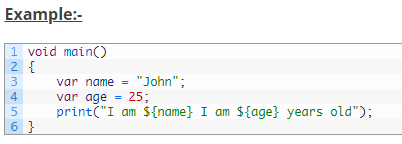 Example:-
1 void main()
2 {
3     var name = "John";
4     var age = 25;
5     print("I am ${name} I am ${age} years old");
6 }